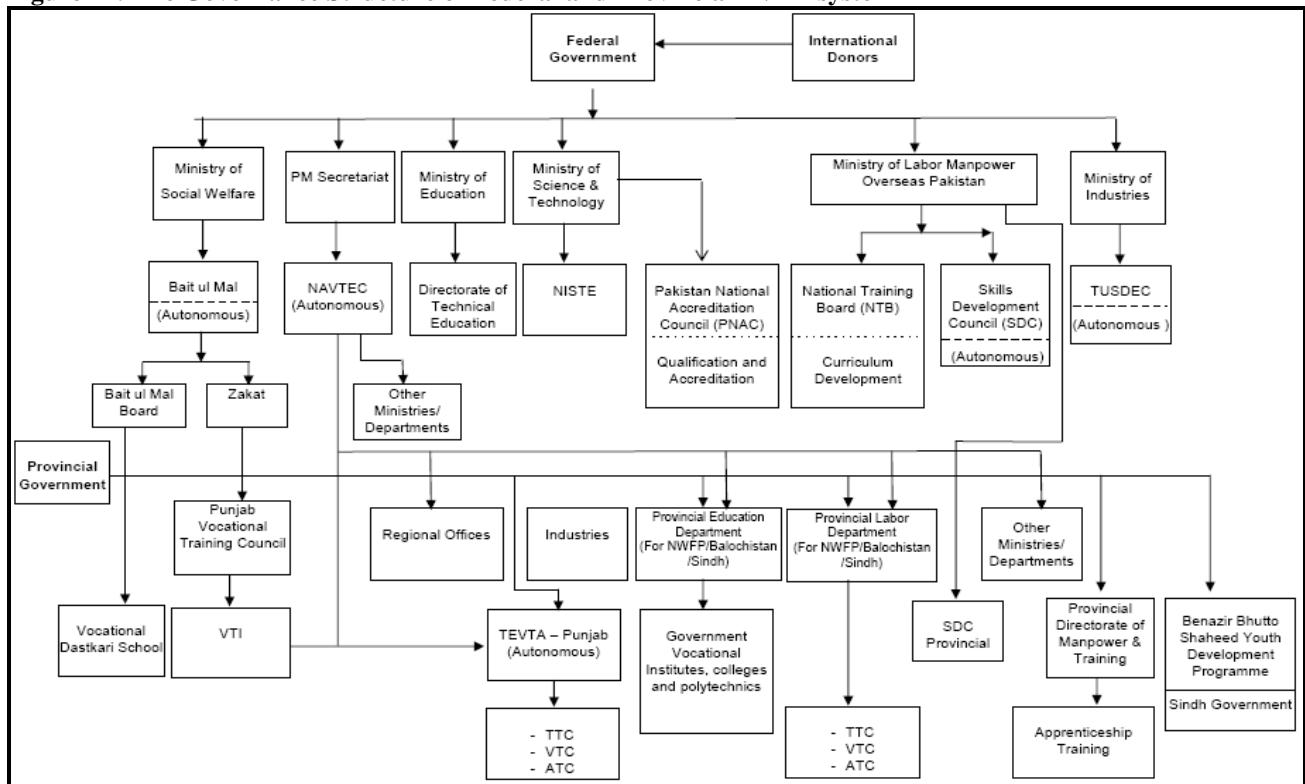 Federal
Government
International
Donors
Ministry of
Social Welfare
PM Secretariat
Ministry of
Education
Ministry of
Science &
Technology
Ministry of Labor Manpower
Overseas Pakistan
Ministry of
Industries
Bait ul Mal
(Autonomous)
NAVTEC
(Autonomous)
Directorate of
Technical
Education
NISTE
Pakistan National
Accreditation
Council (PNAC)
Qualification and
Accreditation
National Training
Board (NTB)
Curriculum
Development
Skills
Development
Council (SDC)
(Autonomous)
TUSDEC
(Autonomous )
Bait ul Mal
Board
Zakat
Other
Ministries/
Departments
Provincial
Government
Punjab
Vocational
Training Council
Regional Offices
Industries
Provincial Education
Department
(For NWFP/Balochistan
/Sindh)
Provincial Labor
Department
(For NWFP/Balochistan
/Sindh)
Other
Ministries/
Departments
Vocational
Dastkari School
VTI
TEVTA – Punjab
(Autonomous)
Government
Vocational
Institutes, colleges
and polytechnics
SDC
Provincial
Provincial
Directorate of
Manpower &
Training
Benazir Bhutto
Shaheed Youth
Development
Programme
Sindh Government
- TTC
- VTC
- ATC
- TTC
- VTC
- ATC
Apprenticeship
Training